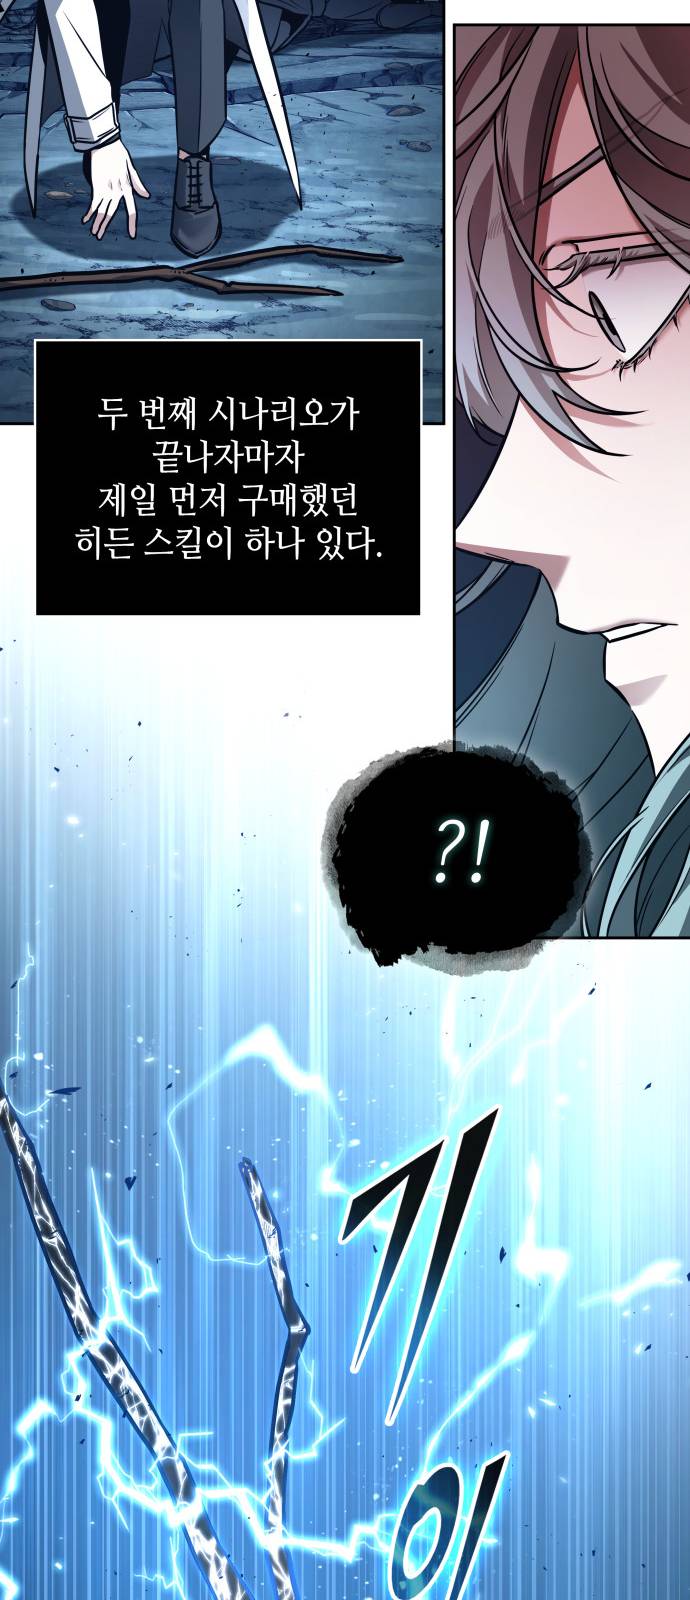 두 번째 시나리오가
끝나자마자
제일 먼저 구매했던
히든 스킬이 하나 있다.
?!
기
이